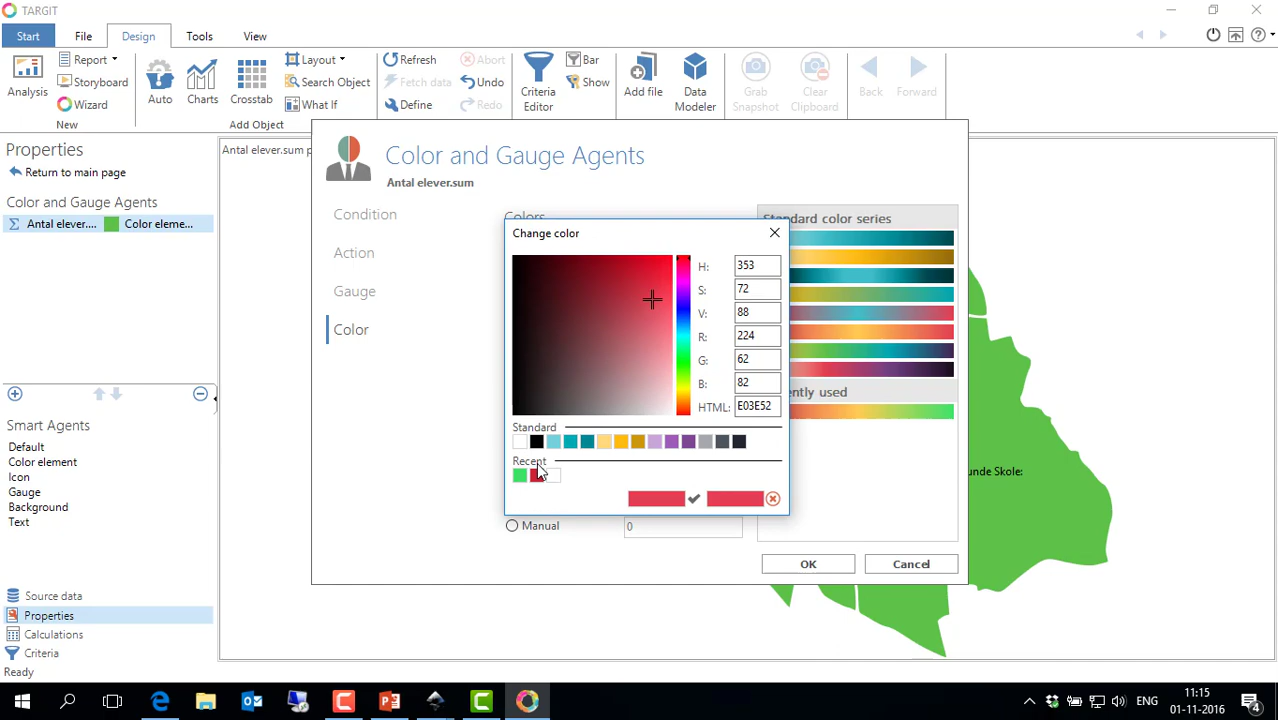 TARGIT
Start File Design Tools View
Analysis
Report
Storyboard
Wizard
New
Auto
Charts
Crosstab
Layout
Search Object
What If
Add Object
Refresh
Fetch data
Define
Abort
Undo
Redo
Criteria Editor
Bar
Show
Add file
Data Modeler
Grab Snapshot
Clear Clipboard
Back
Forward
Properties
Return to main page
Color and Gauge Agents
Σ Antal elever.... Color eleme...
Smart Agents
Default
Color element
Icon
Gauge
Background
Text
Source data
Properties
Calculations
Criteria
Ready
Antal elever.sum p
Color and Gauge Agents
Antal elever.sum
Condition
Action
Gauge
Color
Colors
Standard color series
ently used
Change color
H: 353
S: 72
V: 88
R: 224
G: 62
B: 82
HTML: E03E52
Standard
Recent
Manual 0
OK Cancel
unde Skole:
ENG
11:15
01-11-2016
4